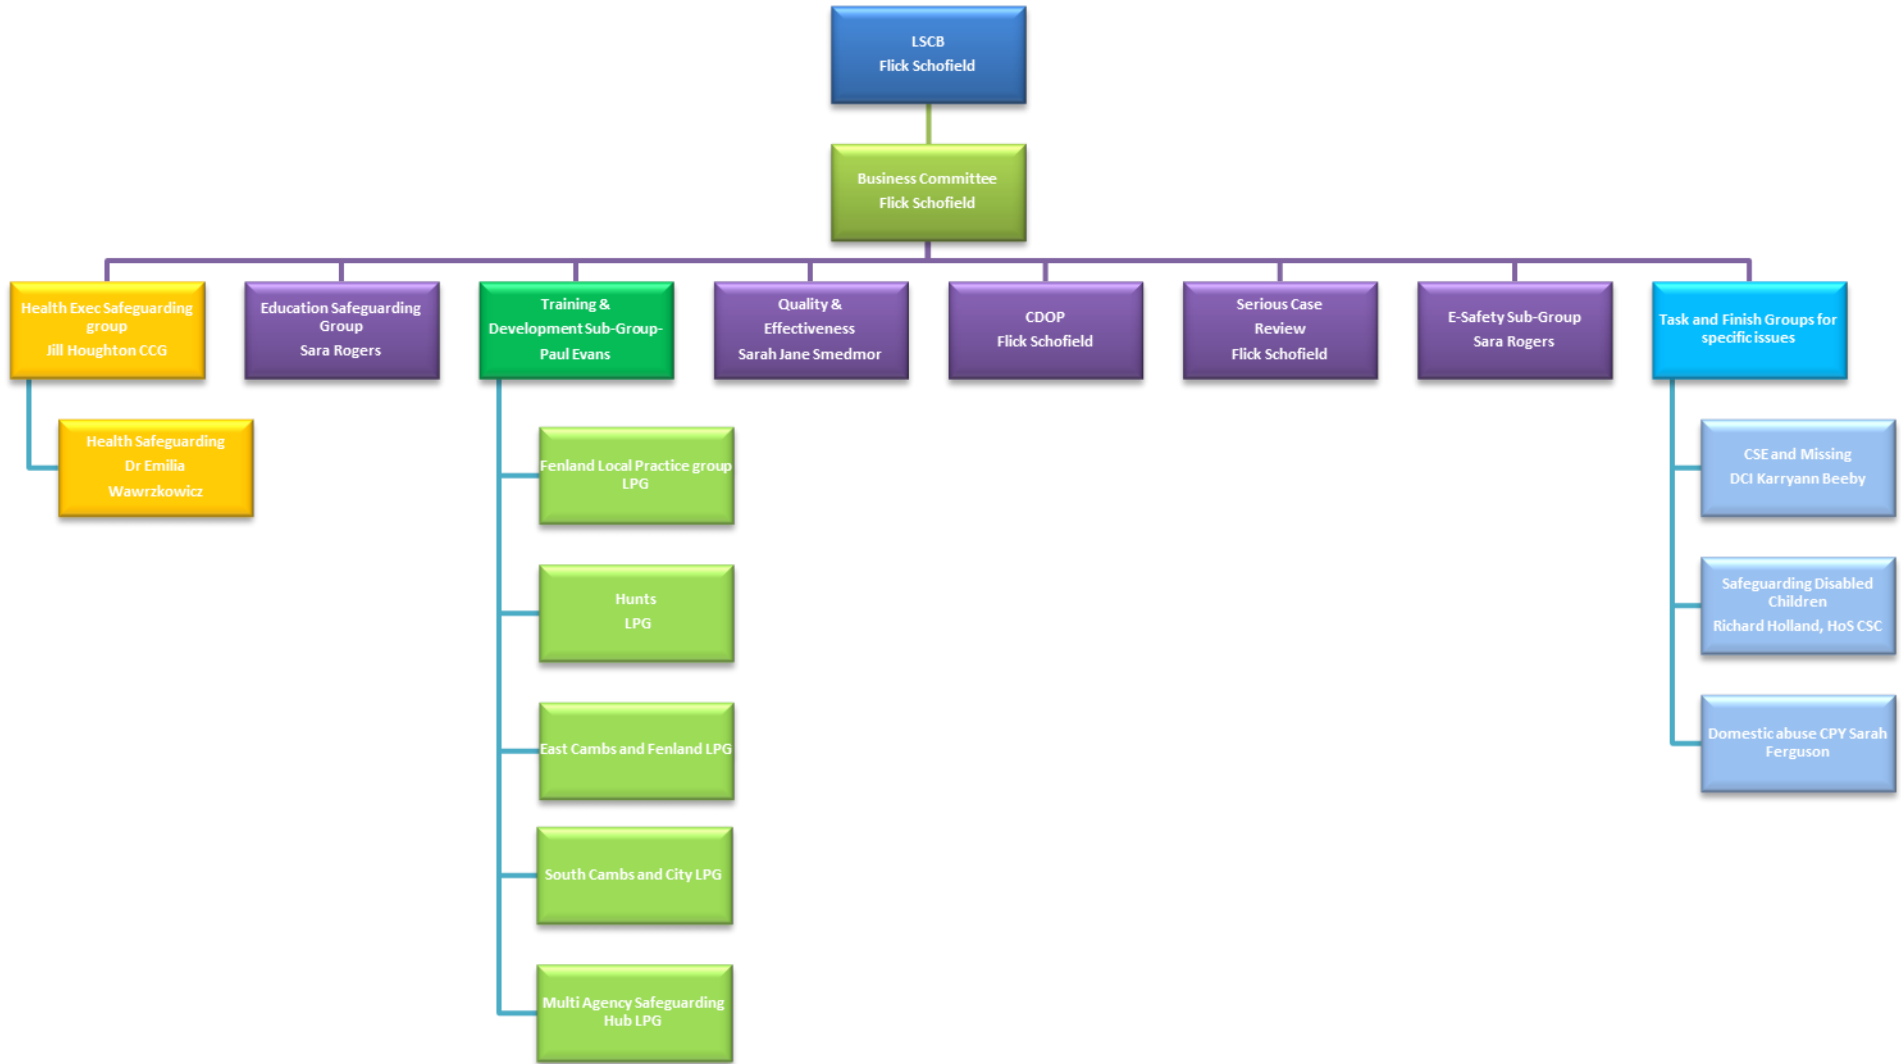 LSCB
Flick Schofield
Business Committee
Flick Schofield
Health Exec Safeguarding
group
Jill Houghton CCG
Education Safeguarding
Group
Sara Rogers
Training &
Development Sub-Group-
Paul Evans
Quality &
Effectiveness
Sarah Jane Smedmor
CDOP
Flick Schofield
Serious Case
Review
Flick Schofield
E-Safety Sub-Group
Sara Rogers
Task and Finish Groups for
specific issues
Health Safeguarding
Dr Emilia
Wawrzkowicz
Fenland Local Practice group
LPG
Hunts
LPG
East Cambs and Fenland LPG
South Cambs and City LPG
Multi Agency Safeguarding
Hub LPG
CSE and Missing
DCI Karryann Beeby
Safeguarding Disabled
Children
Richard Holland, HoS CSC
Domestic abuse CPY Sarah
Ferguson